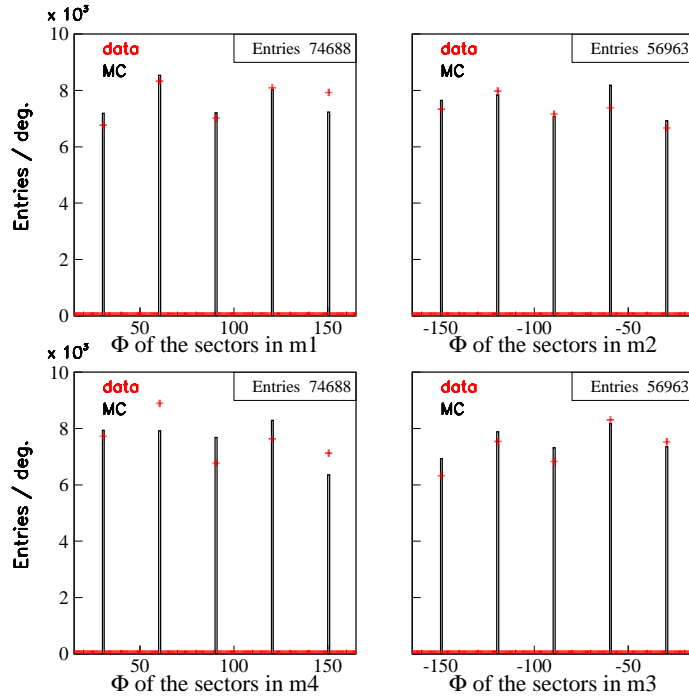 × 10³
data
MC
Entries 74688
Entries / deg.
10
8
6
4
2
0
50 100 150
Φ of the sectors in m1
data
MC
Entries 56963
-150 -100 -50
Φ of the sectors in m2
× 10³
data
MC
Entries 74688
Entries / deg.
10
8
6
4
2
0
50 100 150
Φ of the sectors in m4
data
MC
Entries 56963
-150 -100 -50
Φ of the sectors in m3